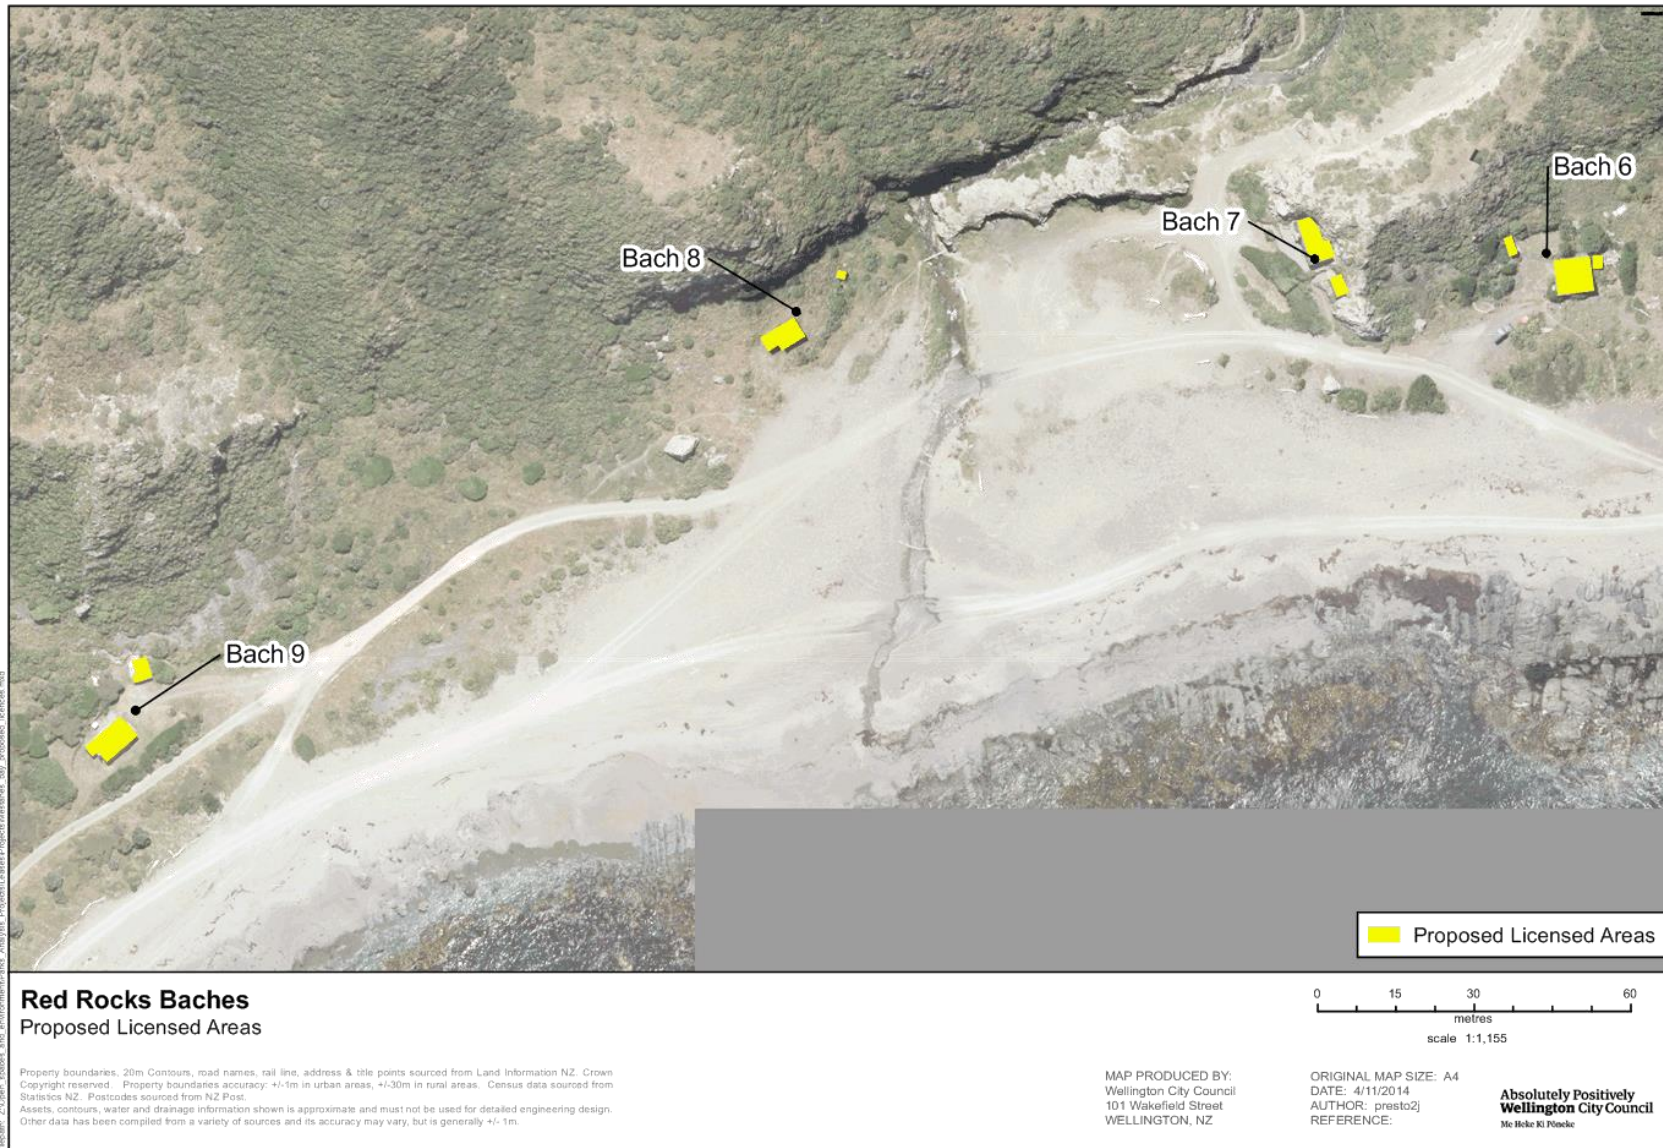 Bach 6
Bach 7
Bach 8
Bach 9
Proposed Licensed Areas
Red Rocks Baches
Proposed Licensed Areas
0 15 30 60
metres
scale 1:1,155
Property boundaries, 20m Contours, road names, rail line, address & title points sourced from Land Information NZ. Crown
Copyright reserved. Property boundaries accuracy: +/-1m in urban areas, +/-30m in rural areas. Census data sourced from
Statistics NZ. Postcodes sourced from NZ Post.
Assets, contours, water and drainage information shown is approximate and must not be used for detailed engineering design.
Other data has been compiled from a variety of sources and its accuracy may vary, but is generally +/- 1m.
MAP PRODUCED BY:
Wellington City Council
101 Wakefield Street
WELLINGTON, NZ
ORIGINAL MAP SIZE: A4
DATE: 4/11/2014
AUTHOR: presto2j
REFERENCE:
Absolutely Positively
Wellington City Council
Me Heke Ki Pōneke